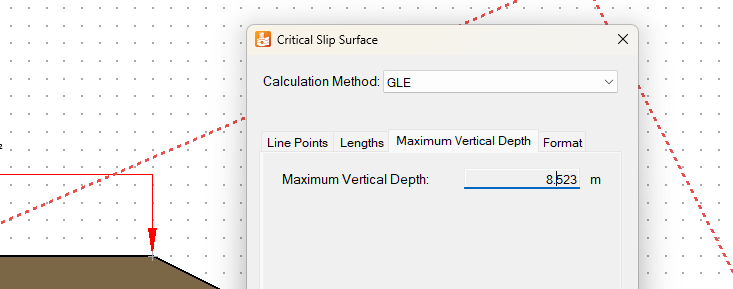 Critical Slip Surface
Calculation Method: GLE
Line Points Lengths Maximum Vertical Depth Format
Maximum Vertical Depth: 8.523 m